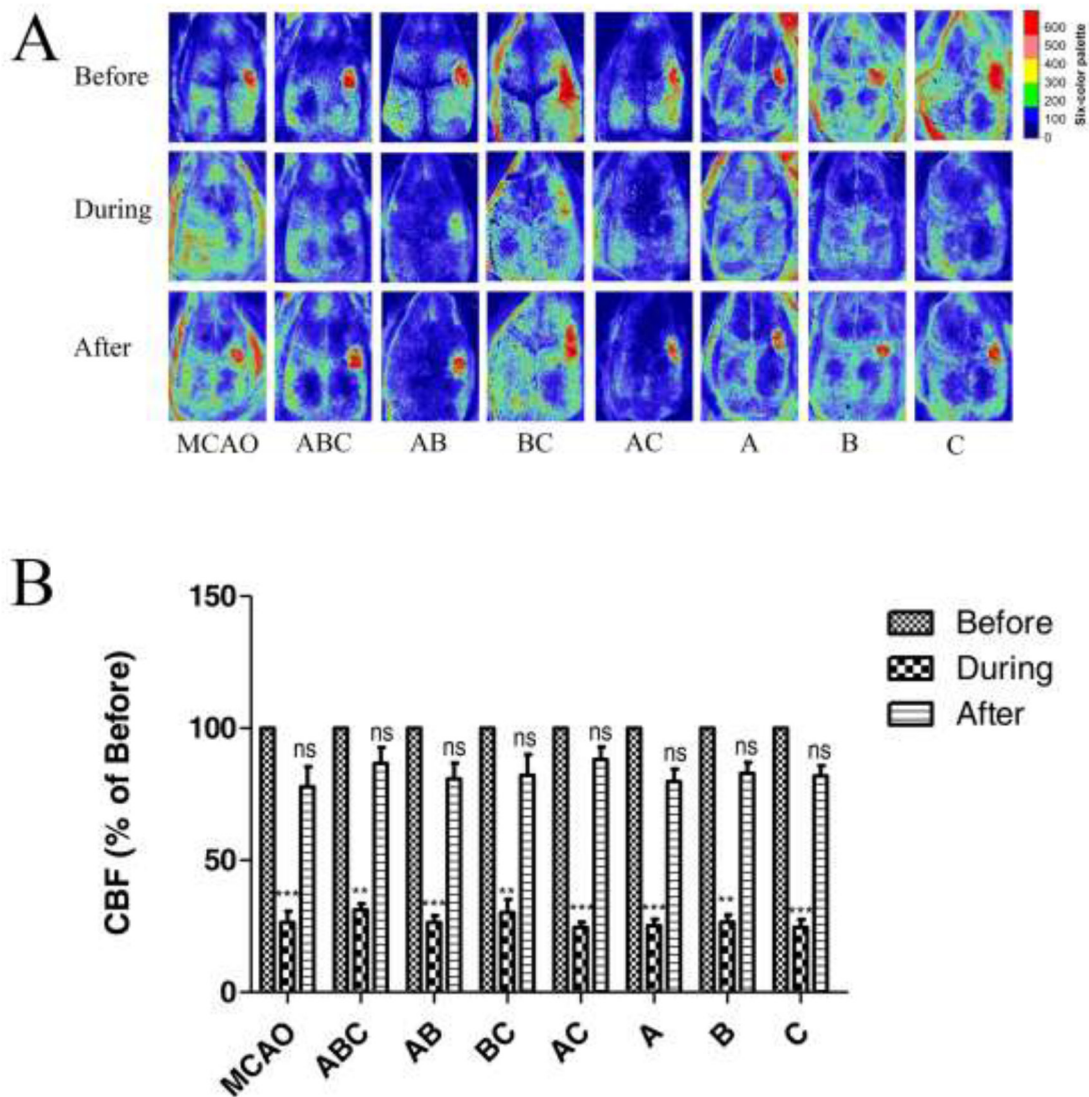 A
Before
During
After
600
500
400
300
200
100
0
Six-color palette
MCAO ABC AB BC AC A B C
B
CBF (% of Before)
150
100
50
0
Before
During
After
ns ns ns ns ns ns ns ns
*** ** *** ** *** *** ** ***
MCAO ABC AB BC AC A B C